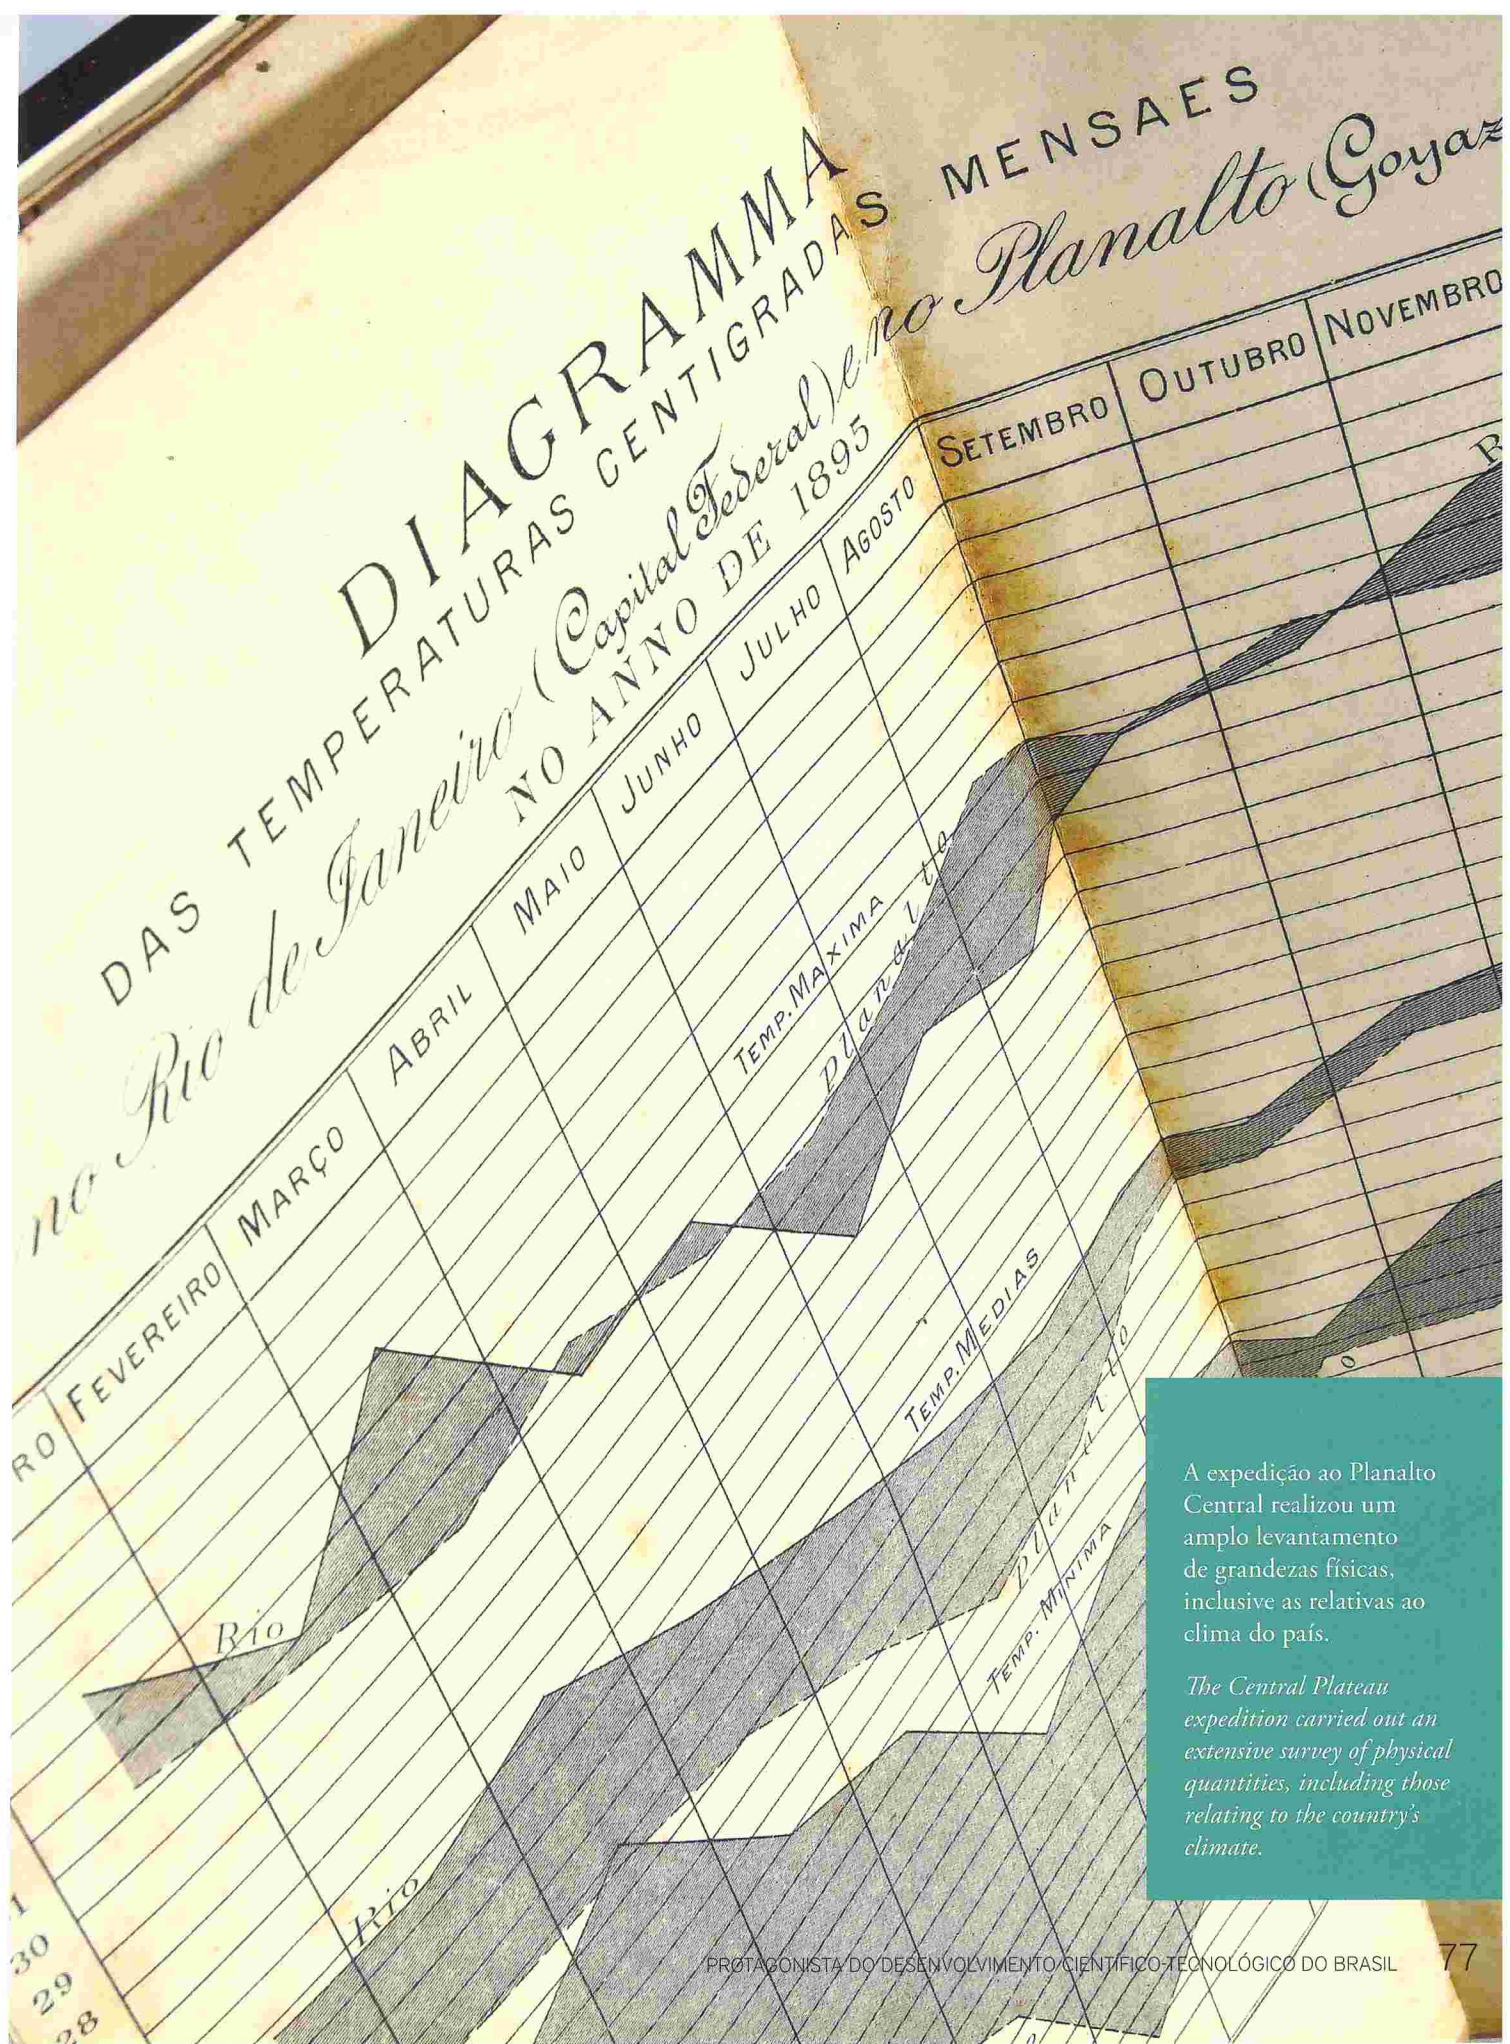 DIAGRAMMA
DAS TEMPERATURAS CENTIGRADAS MENSAES
no Rio de Janeiro (Capital Federal) e no Planalto (Goyaz
NO ANNO DE 1895
RO FEVEREIRO MARÇO ABRIL MAIO JUNHO JULHO AGOSTO SETEMBRO OUTUBRO NOVEMBRO
R
TEMP. MAXIMA
Planalto
Rio
TEMP. MEDIAS
Planalto
Rio
TEMP. MINIMA
o
1
30
29
28
A expedição ao Planalto
Central realizou um
amplo levantamento
de grandezas físicas,
inclusive as relativas ao
clima do país.
The Central Plateau
expedition carried out an
extensive survey of physical
quantities, including those
relating to the country's
climate.
PROTAGONISTA DO DESENVOLVIMENTO CIENTÍFICO-TECNOLÓGICO DO BRASIL 77